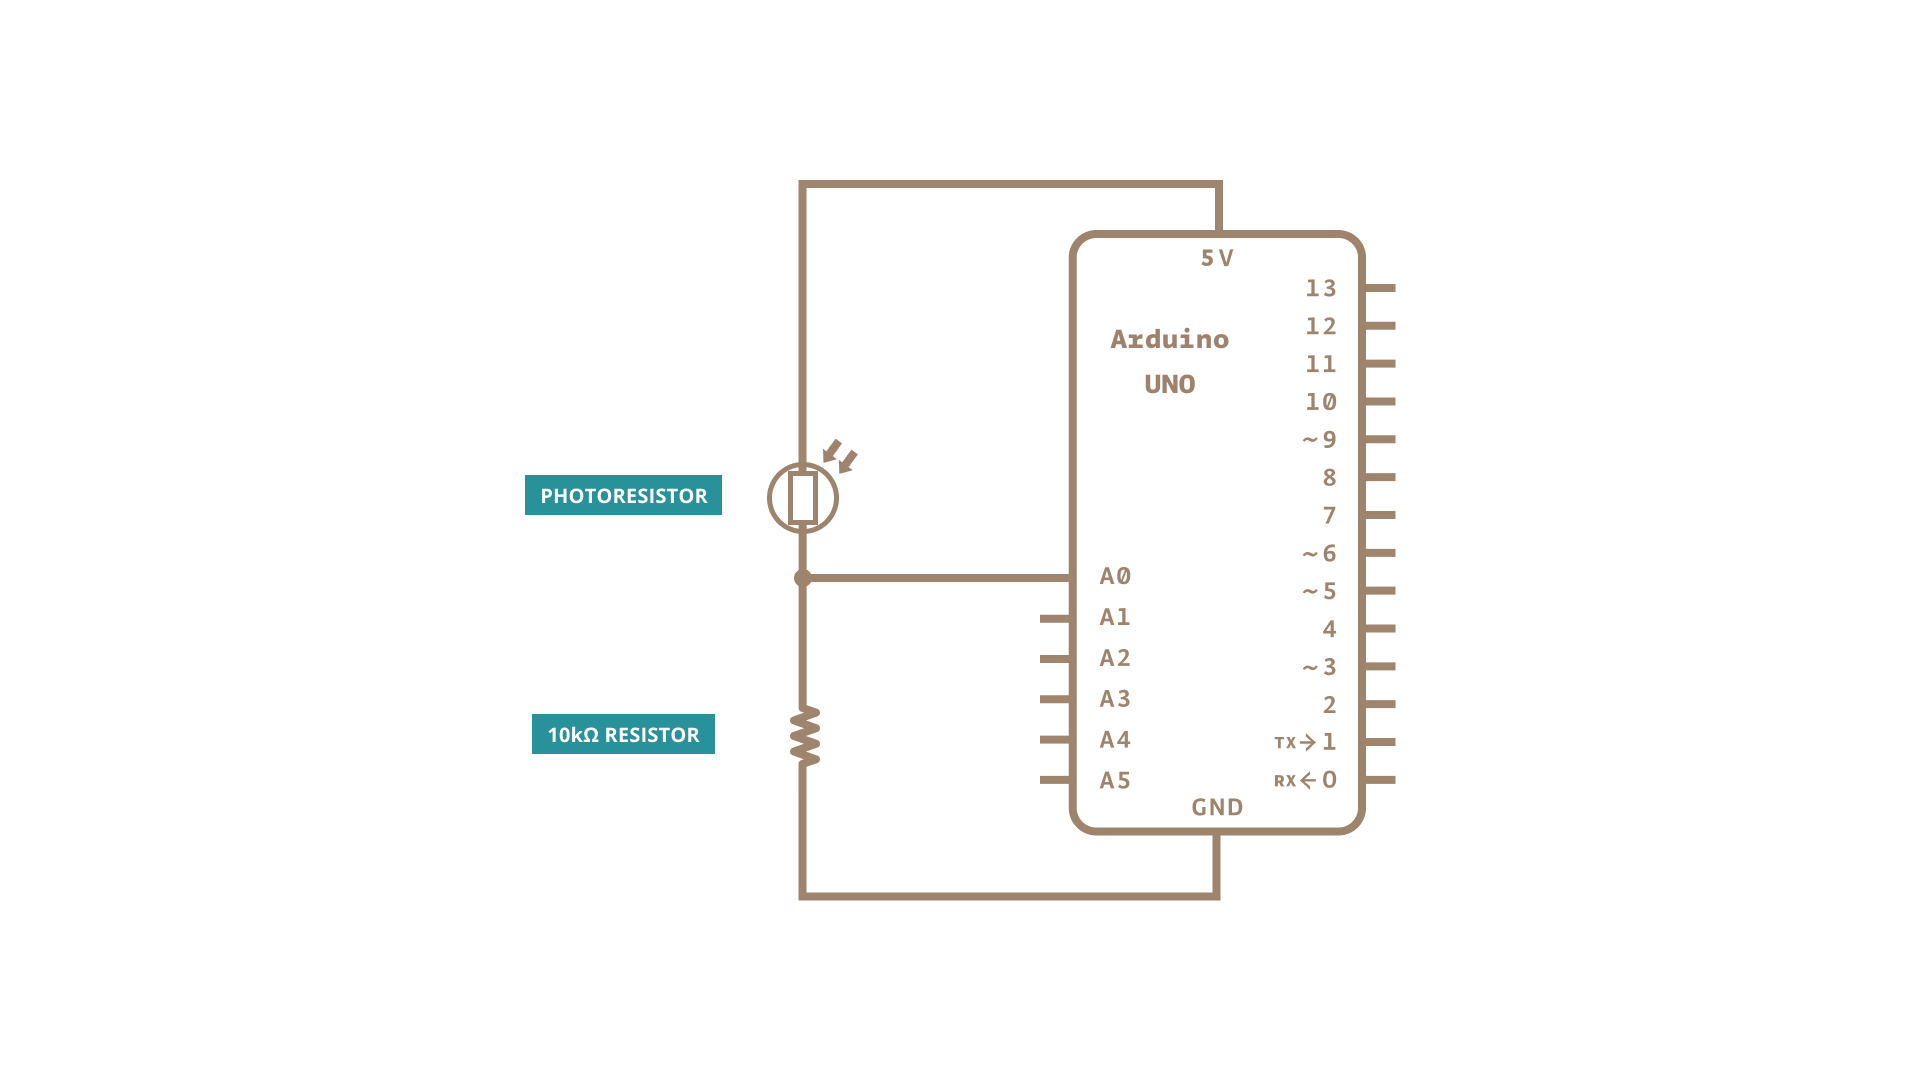 5V
13
12
Arduino
11
UNO
10
~9
8
PHOTORESISTOR
7
~6
A0
~5
A1
4
A2
~3
A3
2
10kΩ RESISTOR
A4
TX→1
A5
RX←0
GND